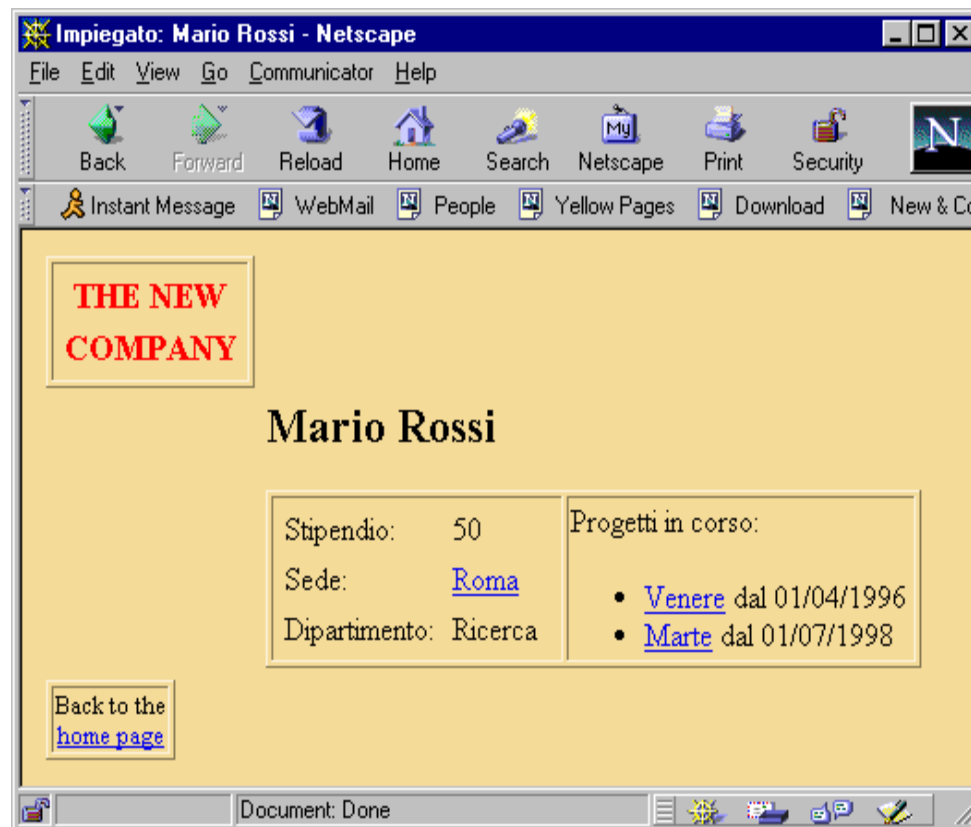 Impiegato: Mario Rossi - Netscape
File Edit View Go Communicator Help
Back Forward Reload Home Search Netscape Print Security
My
N
Instant Message WebMail People Yellow Pages Download New & Co
THE NEW
COMPANY
Mario Rossi
Stipendio: 50
Sede: Roma
Dipartimento: Ricerca
Progetti in corso:
• Venere dal 01/04/1996
• Marte dal 01/07/1998
Back to the
home page
Document: Done